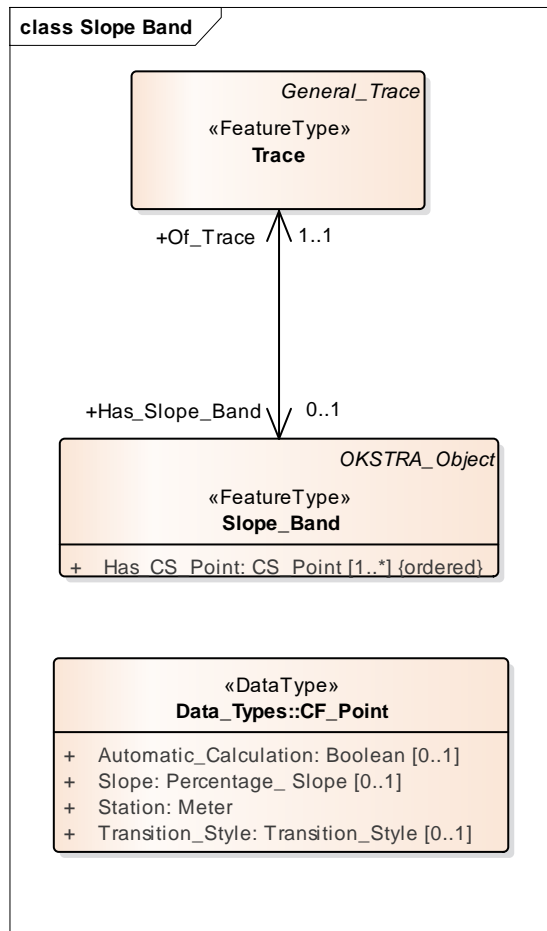 class Slope Band
General_Trace
«FeatureType»
Trace
+Of_Trace 1..1
+Has_Slope_Band 0..1
OKSTRA_Object
«FeatureType»
Slope_Band
+ Has_CS_Point: CS_Point [1..*] {ordered}
«DataType»
Data_Types::CF_Point
+ Automatic_Calculation: Boolean [0..1]
+ Slope: Percentage_ Slope [0..1]
+ Station: Meter
+ Transition_Style: Transition_Style [0..1]